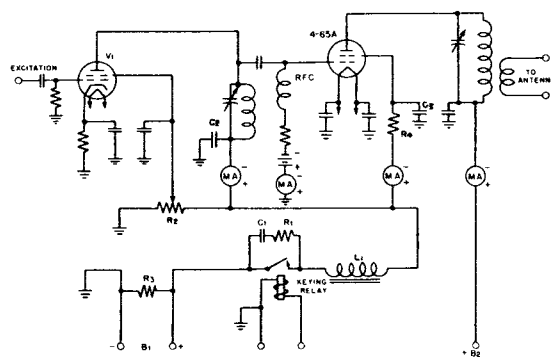 EXCITATION
V1
4-65A
RFC
C2
C3
R4
TO
ANTENNA
MA
-
+
-
+
MA
-
+
MA
-
+
MA
-
+
R2
C1
R1
L1
R3
KEYING
RELAY
- B1 +
+ B2